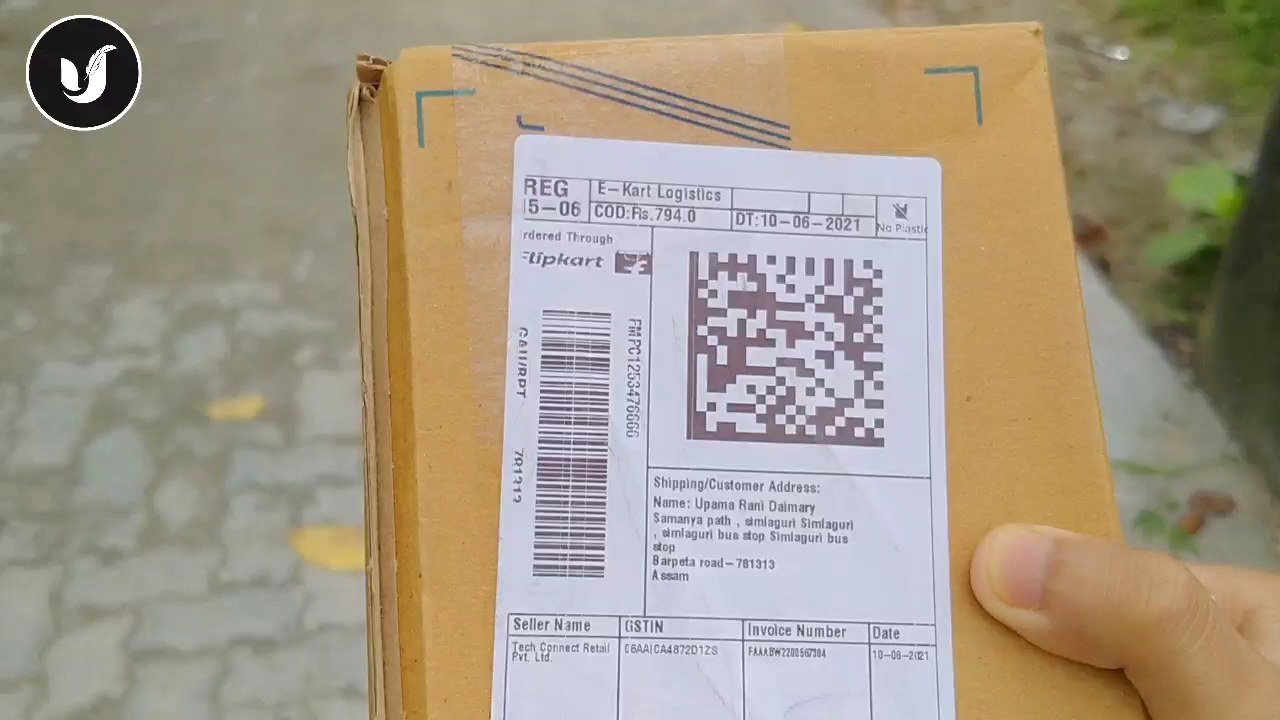 REG
E-Kart Logistics
5-06
COD:Rs.794.0
DT:10-06-2021
No Plastic
rdered Through
Flipkart
GAU/RPT 781313
Shipping/Customer Address:
Name: Upama Rani Daimary
Samanya path , simlaguri Simlaguri
, simlaguri bus stop Simlaguri bus
stop
Barpeta road-781313
Assam
Seller Name
GSTIN
Invoice Number
Date
Tech Connect Retail
Pvt. Ltd.
10-06-2021